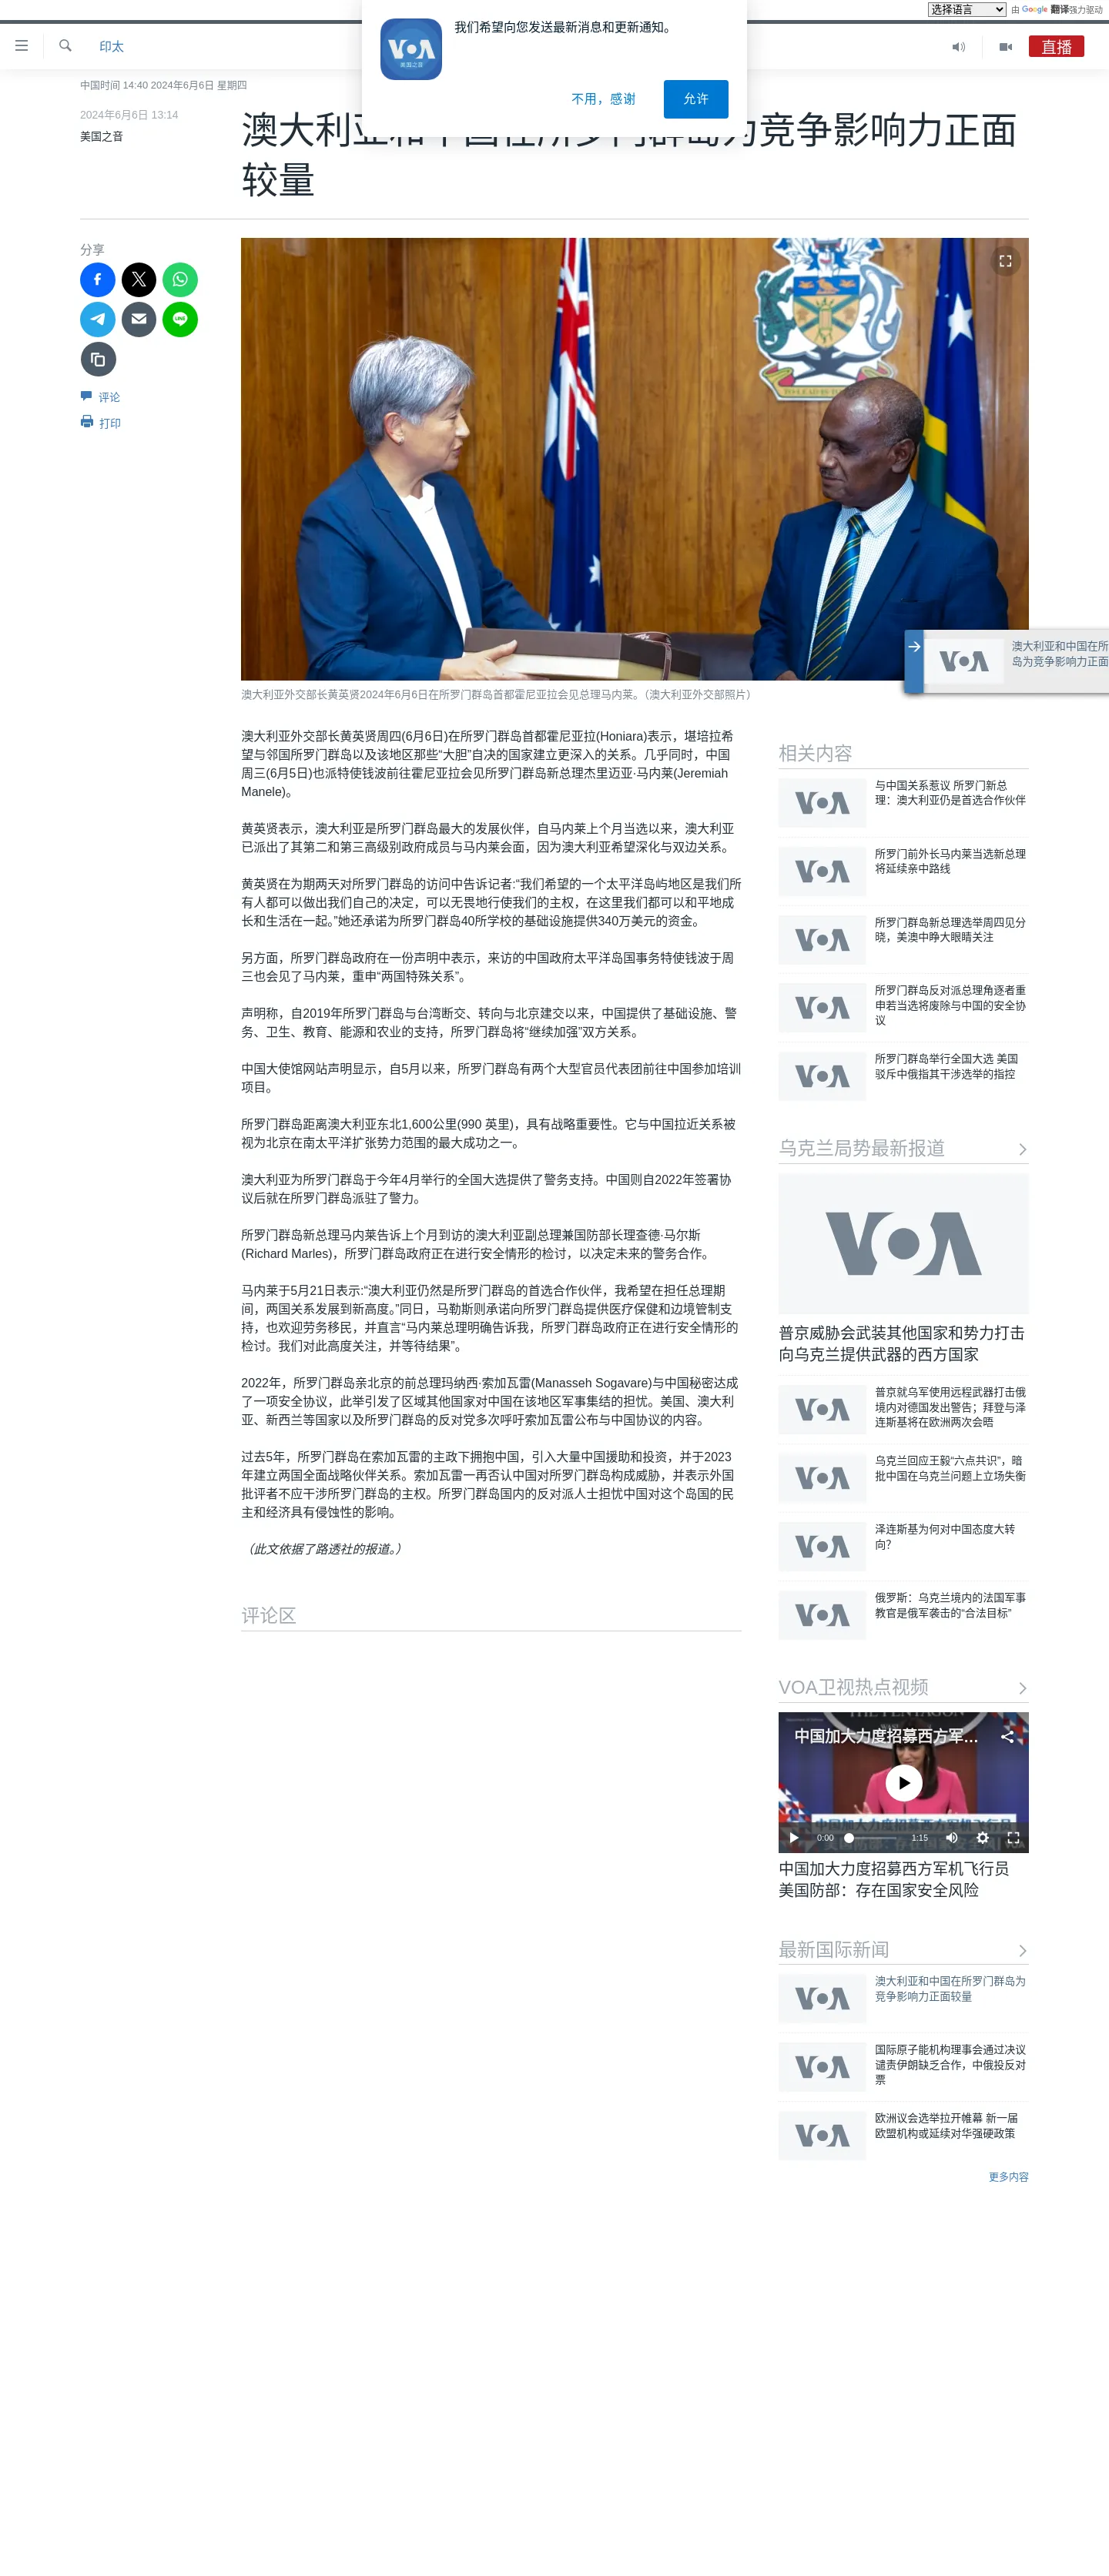 选择语言 由 Google 翻译强力驱动
我们希望向您发送最新消息和更新通知。
VOA
美国之音
不用，感谢
允许
印太
直播
中国时间 14:40 2024年6月6日 星期四
2024年6月6日 13:14
美国之音
澳大利亚和中国在所罗门群岛为竞争影响力正面
较量
分享
评论
打印
澳大利亚和中国在所
岛为竞争影响力正面
澳大利亚外交部长黄英贤2024年6月6日在所罗门群岛首都霍尼亚拉会见总理马内莱。（澳大利亚外交部照片）
澳大利亚外交部长黄英贤周四(6月6日)在所罗门群岛首都霍尼亚拉(Honiara)表示，堪培拉希
望与邻国所罗门群岛以及该地区那些“大胆”自决的国家建立更深入的关系。几乎同时，中国
周三(6月5日)也派特使钱波前往霍尼亚拉会见所罗门群岛新总理杰里迈亚·马内莱(Jeremiah
Manele)。
黄英贤表示，澳大利亚是所罗门群岛最大的发展伙伴，自马内莱上个月当选以来，澳大利亚
已派出了其第二和第三高级别政府成员与马内莱会面，因为澳大利亚希望深化与双边关系。
黄英贤在为期两天对所罗门群岛的访问中告诉记者:“我们希望的一个太平洋岛屿地区是我们所
有人都可以做出我们自己的决定，可以无畏地行使我们的主权，在这里我们都可以和平地成
长和生活在一起。”她还承诺为所罗门群岛40所学校的基础设施提供340万美元的资金。
另方面，所罗门群岛政府在一份声明中表示，来访的中国政府太平洋岛国事务特使钱波于周
三也会见了马内莱，重申“两国特殊关系”。
声明称，自2019年所罗门群岛与台湾断交、转向与北京建交以来，中国提供了基础设施、警
务、卫生、教育、能源和农业的支持，所罗门群岛将“继续加强”双方关系。
中国大使馆网站声明显示，自5月以来，所罗门群岛有两个大型官员代表团前往中国参加培训
项目。
所罗门群岛距离澳大利亚东北1,600公里(990 英里)，具有战略重要性。它与中国拉近关系被
视为北京在南太平洋扩张势力范围的最大成功之一。
澳大利亚为所罗门群岛于今年4月举行的全国大选提供了警务支持。中国则自2022年签署协
议后就在所罗门群岛派驻了警力。
所罗门群岛新总理马内莱告诉上个月到访的澳大利亚副总理兼国防部长理查德·马尔斯
(Richard Marles)，所罗门群岛政府正在进行安全情形的检讨，以决定未来的警务合作。
马内莱于5月21日表示:“澳大利亚仍然是所罗门群岛的首选合作伙伴，我希望在担任总理期
间，两国关系发展到新高度。”同日，马勒斯则承诺向所罗门群岛提供医疗保健和边境管制支
持，也欢迎劳务移民，并直言“马内莱总理明确告诉我，所罗门群岛政府正在进行安全情形的
检讨。我们对此高度关注，并等待结果”。
2022年，所罗门群岛亲北京的前总理玛纳西·索加瓦雷(Manasseh Sogavare)与中国秘密达成
了一项安全协议，此举引发了区域其他国家对中国在该地区军事集结的担忧。美国、澳大利
亚、新西兰等国家以及所罗门群岛的反对党多次呼吁索加瓦雷公布与中国协议的内容。
过去5年，所罗门群岛在索加瓦雷的主政下拥抱中国，引入大量中国援助和投资，并于2023
年建立两国全面战略伙伴关系。索加瓦雷一再否认中国对所罗门群岛构成威胁，并表示外国
批评者不应干涉所罗门群岛的主权。所罗门群岛国内的反对派人士担忧中国对这个岛国的民
主和经济具有侵蚀性的影响。
（此文依据了路透社的报道。）
评论区
相关内容
与中国关系惹议 所罗门新总
理：澳大利亚仍是首选合作伙伴
所罗门前外长马内莱当选新总理
将延续亲中路线
所罗门群岛新总理选举周四见分
晓，美澳中睁大眼睛关注
所罗门群岛反对派总理角逐者重
申若当选将废除与中国的安全协
议
所罗门群岛举行全国大选 美国
驳斥中俄指其干涉选举的指控
乌克兰局势最新报道
VOA
普京威胁会武装其他国家和势力打击
向乌克兰提供武器的西方国家
普京就乌军使用远程武器打击俄
境内对德国发出警告；拜登与泽
连斯基将在欧洲两次会晤
乌克兰回应王毅“六点共识”，暗
批中国在乌克兰问题上立场失衡
泽连斯基为何对中国态度大转
向？
俄罗斯：乌克兰境内的法国军事
教官是俄军袭击的“合法目标”
VOA卫视热点视频
中国加大力度招募西方军…
0:00
1:15
中国加大力度招募西方军机飞行员
美国防部：存在国家安全风险
最新国际新闻
澳大利亚和中国在所罗门群岛为
竞争影响力正面较量
国际原子能机构理事会通过决议
谴责伊朗缺乏合作，中俄投反对
票
欧洲议会选举拉开帷幕 新一届
欧盟机构或延续对华强硬政策
更多内容